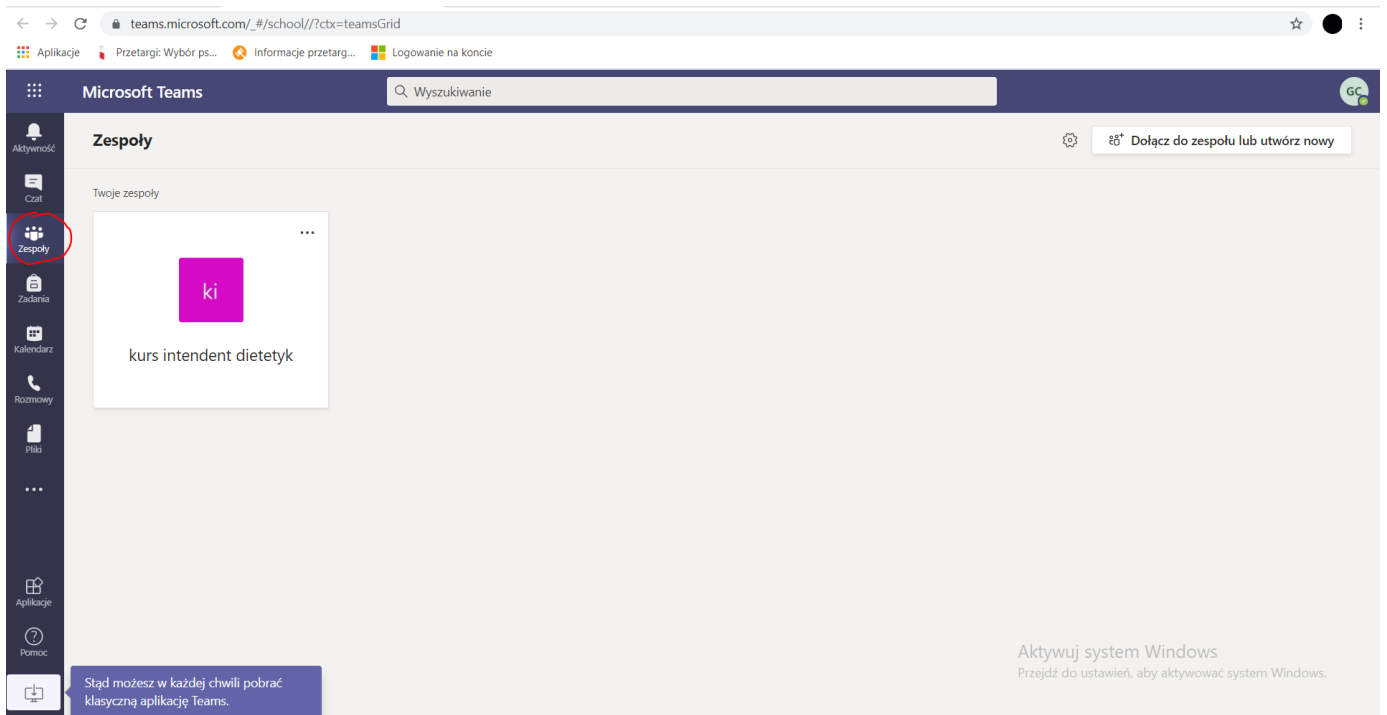 teams.microsoft.com/_#/school//?ctx=teamsGrid
Aplikacje Przetargi: Wybór ps... Informacje przetarg... Logowanie na koncie
Microsoft Teams
Wyszukiwanie
GC
Aktywność
Czat
Zespoły
Zadania
Kalendarz
Rozmowy
Pliki
Aplikacje
Pomoc
Zespoły
Dołącz do zespołu lub utwórz nowy
Twoje zespoły
ki
kurs intendent dietetyk
Stąd możesz w każdej chwili pobrać
klasyczną aplikację Teams.
Aktywuj system Windows
Przejdź do ustawień, aby aktywować system Windows.